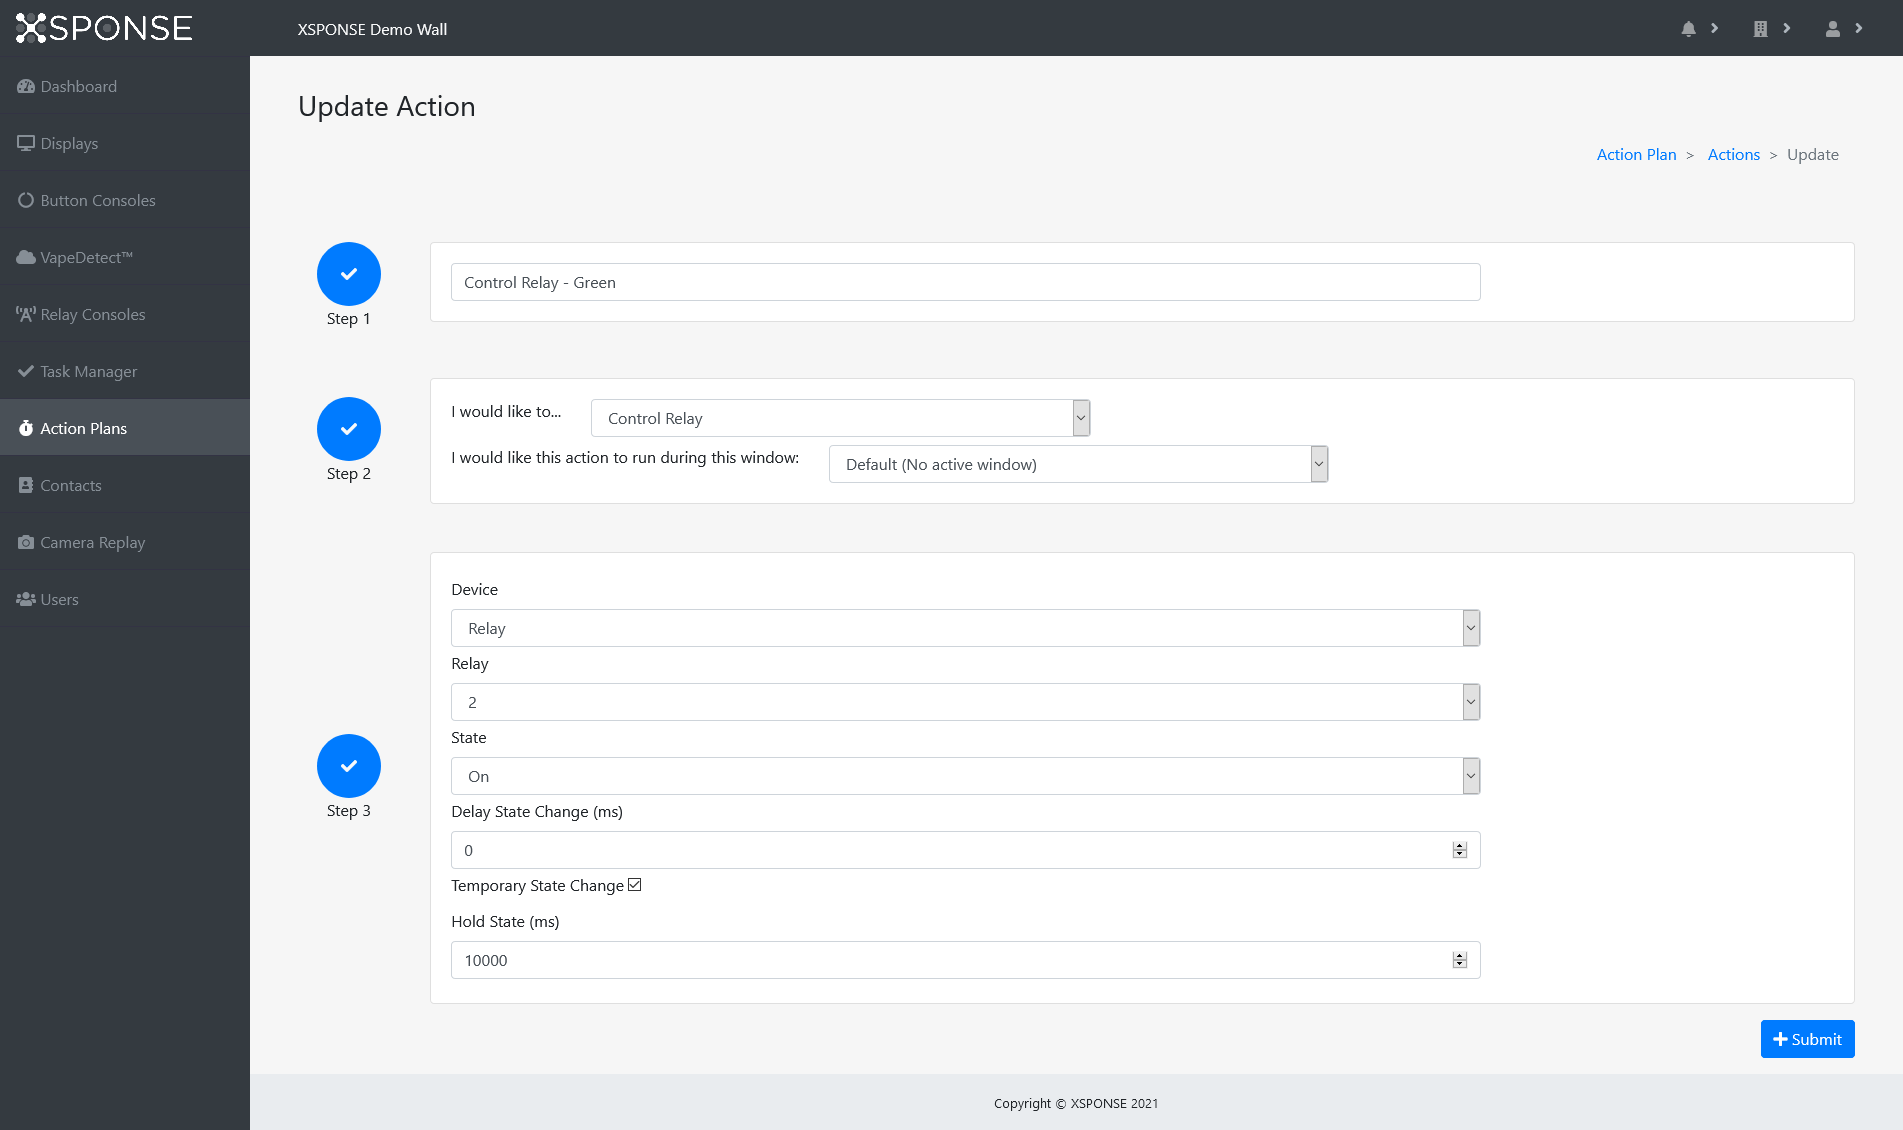 XSPONSE
XSPONSE Demo Wall
Dashboard
Displays
Button Consoles
VapeDetect™
Relay Consoles
Task Manager
Action Plans
Contacts
Camera Replay
Users
Update Action
Action Plan > Actions > Update
Step 1
Control Relay - Green
Step 2
I would like to... Control Relay
I would like this action to run during this window: Default (No active window)
Step 3
Device
Relay
Relay
2
State
On
Delay State Change (ms)
0
Temporary State Change
Hold State (ms)
10000
Submit
Copyright © XSPONSE 2021